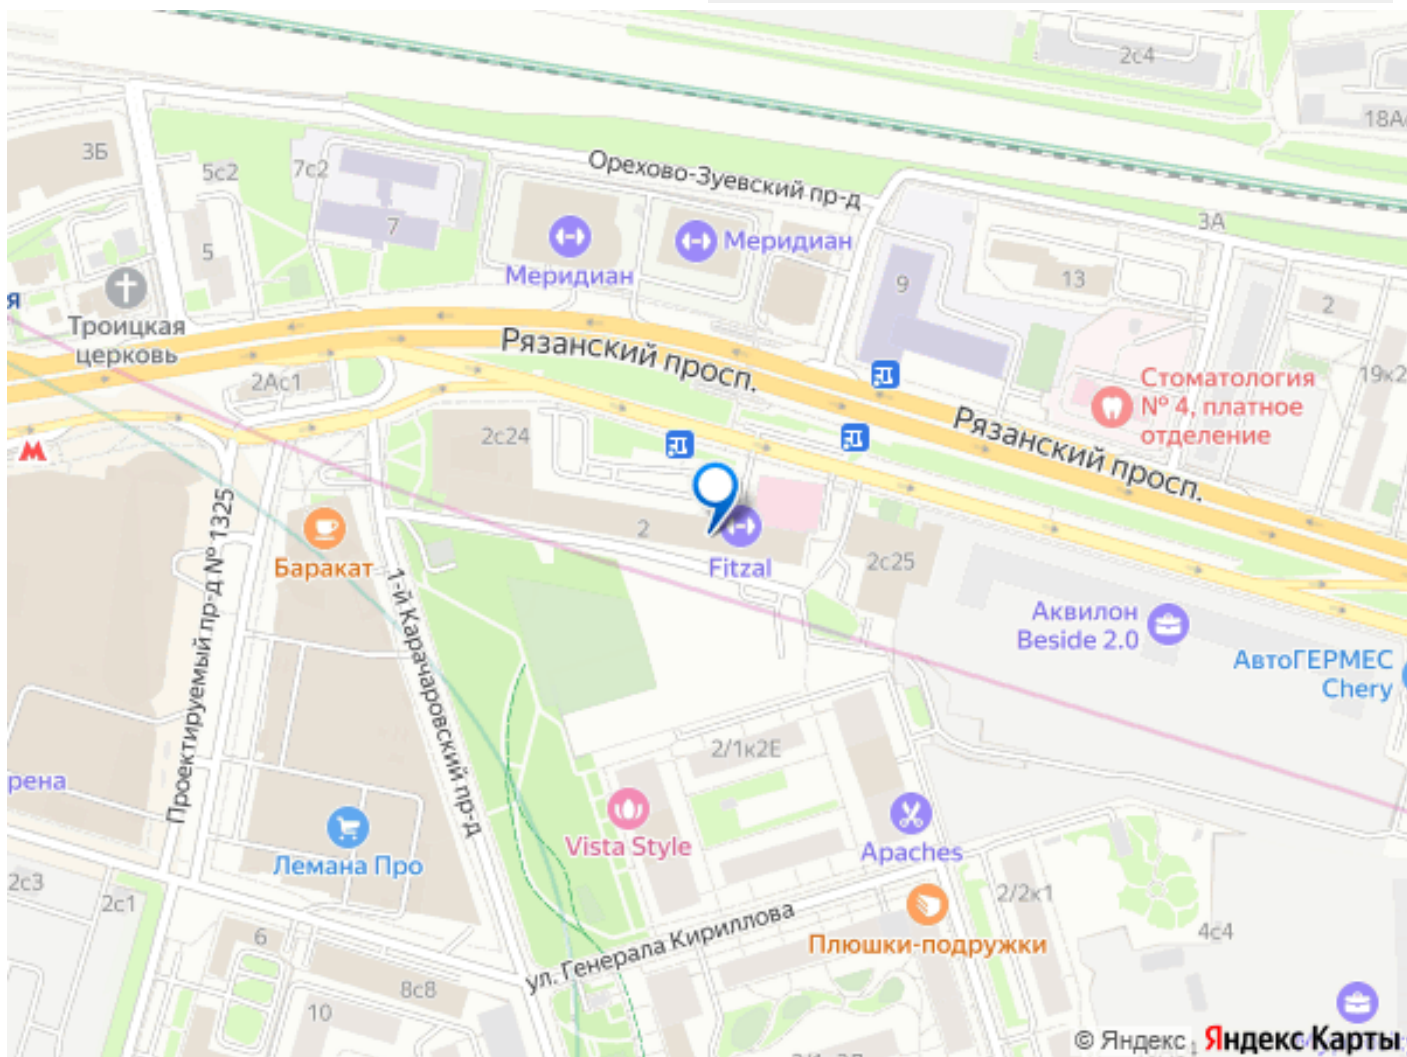 2с4
18А
3Б
5с2
7с2
Орехово-Зуевский пр-д
3А
7
5
Меридиан
Меридиан
9
13
2
я
Троицкая
церковь
Рязанский просп.
2Ас1
Стоматология
№ 4, платное
отделение
19к2
Рязанский просп.
2с24
Проектируемый пр-д № 1325
Баракат
2
Fitzal
2с25
1-й Карачаровский пр-д
Аквилон
Beside 2.0
АвтоГЕРМЕС
Chery
рена
2/1к2Е
Vista Style
Apaches
Лемана Про
2с3
2с1
2/2к1
ул. Генерала Кириллова
Плюшки-подружки
4с4
6
8с8
10
© Яндекс
Яндекс Карты